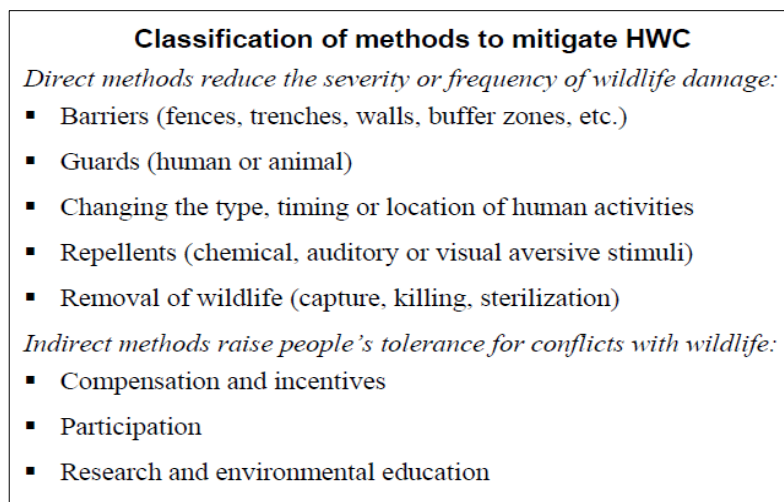 Classification of methods to mitigate HWC
Direct methods reduce the severity or frequency of wildlife damage:
▪ Barriers (fences, trenches, walls, buffer zones, etc.)
▪ Guards (human or animal)
▪ Changing the type, timing or location of human activities
▪ Repellents (chemical, auditory or visual aversive stimuli)
▪ Removal of wildlife (capture, killing, sterilization)
Indirect methods raise people’s tolerance for conflicts with wildlife:
▪ Compensation and incentives
▪ Participation
▪ Research and environmental education